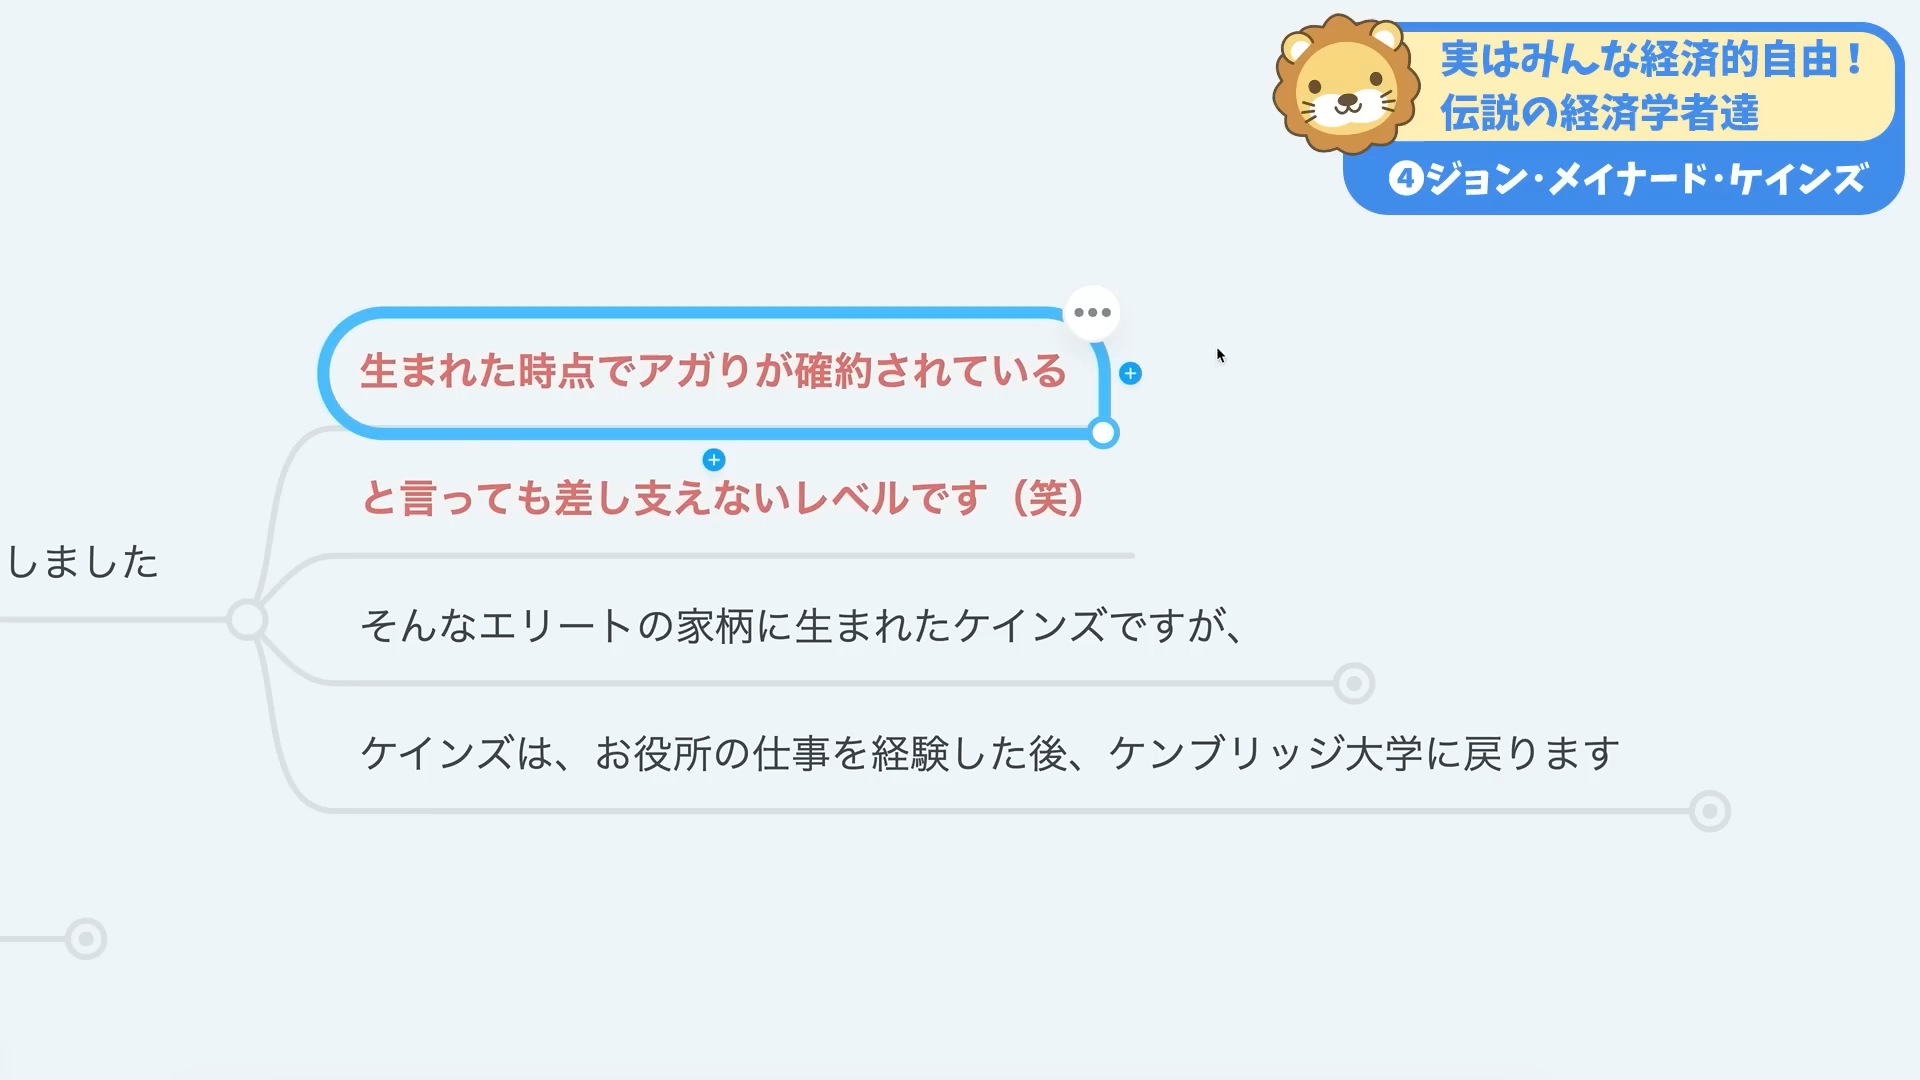 実はみんな経済的自由！
伝説の経済学者達
❹ジョン・メイナード・ケインズ
生まれた時点でアガりが確約されている
と言っても差し支えないレベルです（笑）
しました
そんなエリートの家柄に生まれたケインズですが、
ケインズは、お役所の仕事を経験した後、ケンブリッジ大学に戻ります